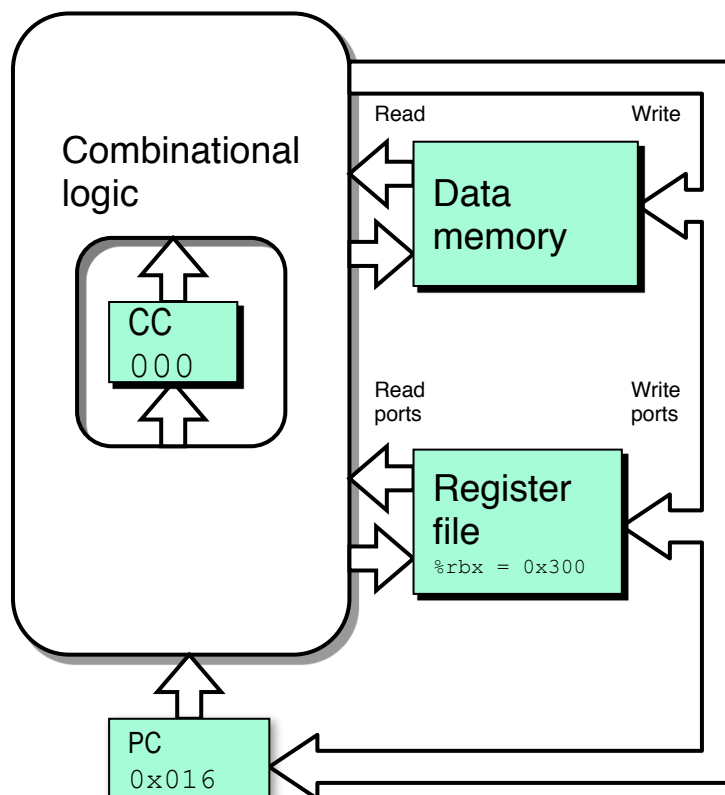 Combinational
logic
CC
000
Read
Write
Data
memory
Read
ports
Write
ports
Register
file
%rbx = 0x300
PC
0x016